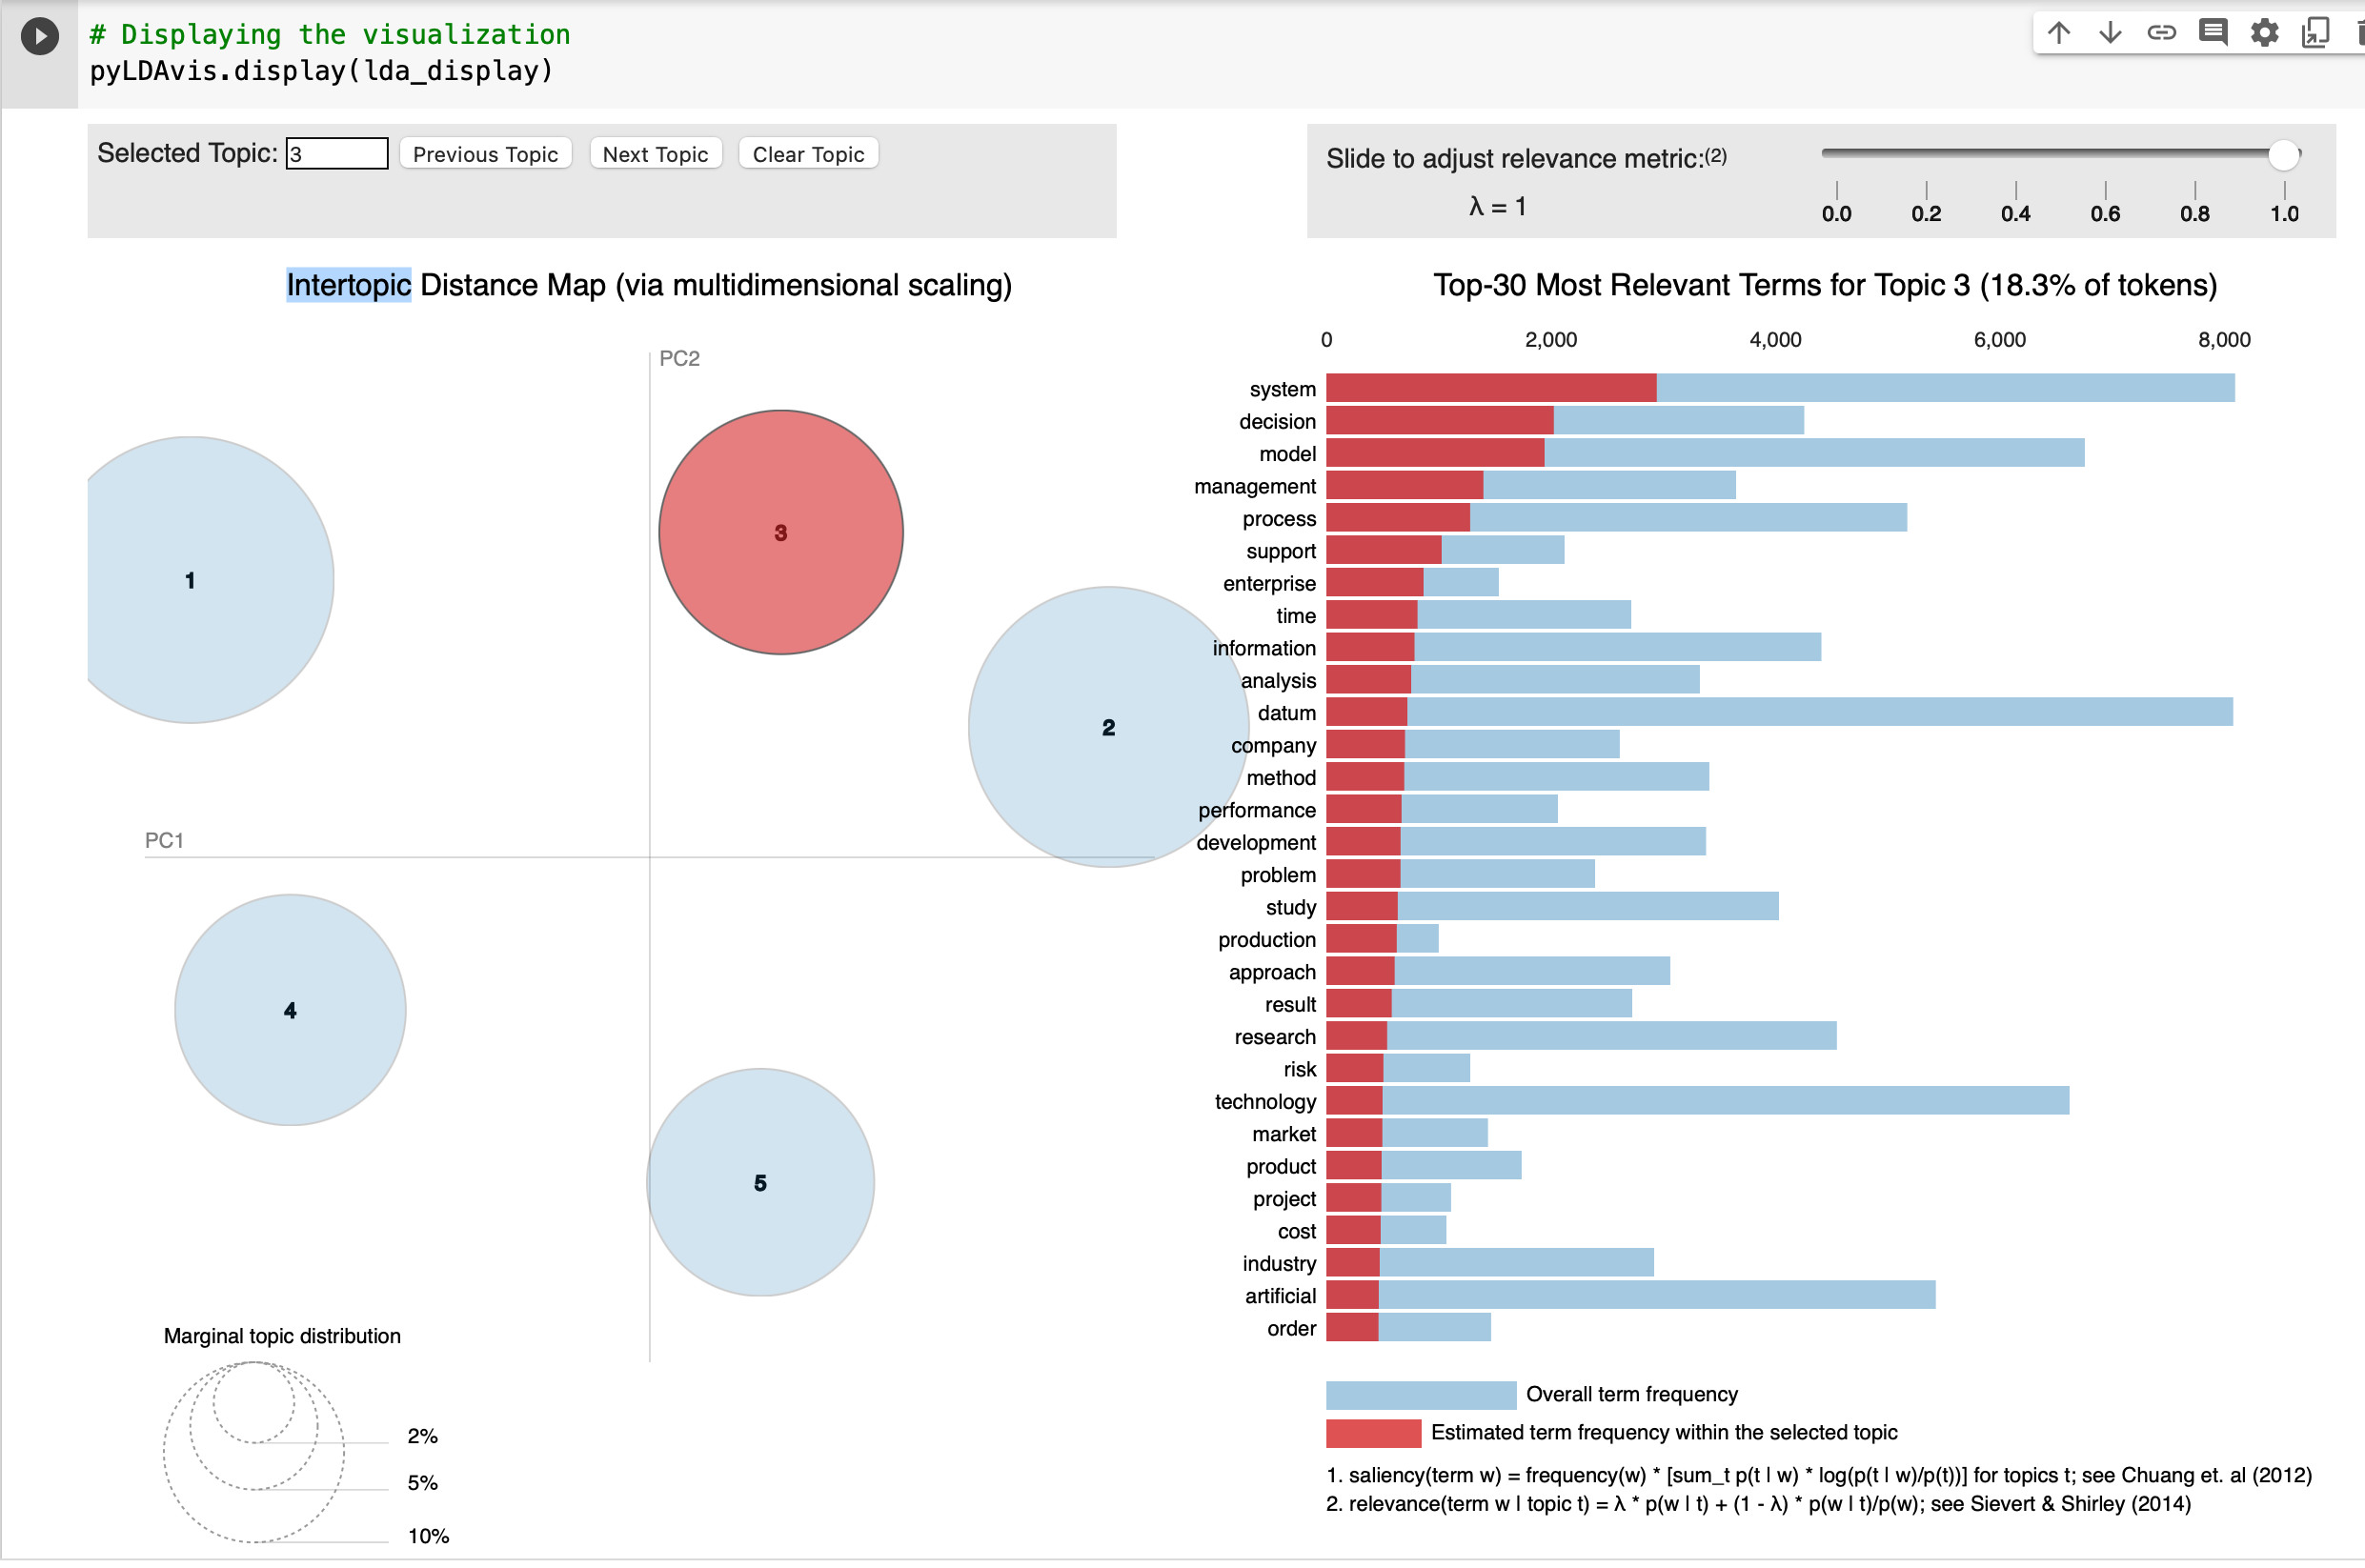 # Displaying the visualization
pyLDAvis.display(lda_display)
Selected Topic: 3 Previous Topic Next Topic Clear Topic
Slide to adjust relevance metric:(2)
λ = 1
0.0 0.2 0.4 0.6 0.8 1.0
Intertopic Distance Map (via multidimensional scaling)
PC2
PC1
1
3
2
4
5
Marginal topic distribution
2%
5%
10%
Top-30 Most Relevant Terms for Topic 3 (18.3% of tokens)
0 2,000 4,000 6,000 8,000
system
decision
model
management
process
support
enterprise
time
information
analysis
datum
company
method
performance
development
problem
study
production
approach
result
research
risk
technology
market
product
project
cost
industry
artificial
order
Overall term frequency
Estimated term frequency within the selected topic
1. saliency(term w) = frequency(w) * [sum_t p(t | w) * log(p(t | w)/p(t))] for topics t; see Chuang et. al (2012)
2. relevance(term w | topic t) = λ * p(w | t) + (1 - λ) * p(w | t)/p(w); see Sievert & Shirley (2014)